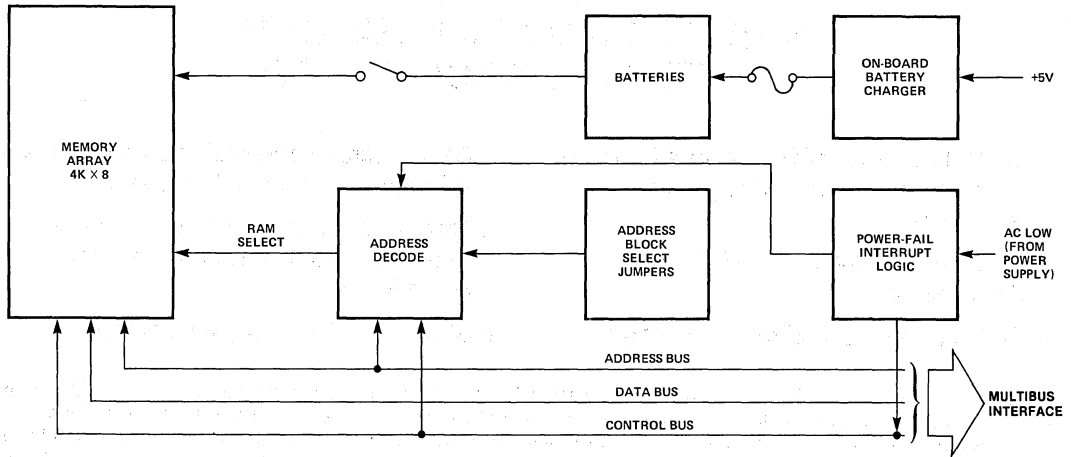 MEMORY
ARRAY
4K X 8
BATTERIES
ON-BOARD
BATTERY
CHARGER
+5V
RAM
SELECT
ADDRESS
DECODE
ADDRESS
BLOCK
SELECT
JUMPERS
POWER-FAIL
INTERRUPT
LOGIC
AC LOW
(FROM
POWER
SUPPLY)
ADDRESS BUS
DATA BUS
CONTROL BUS
MULTIBUS
INTERFACE